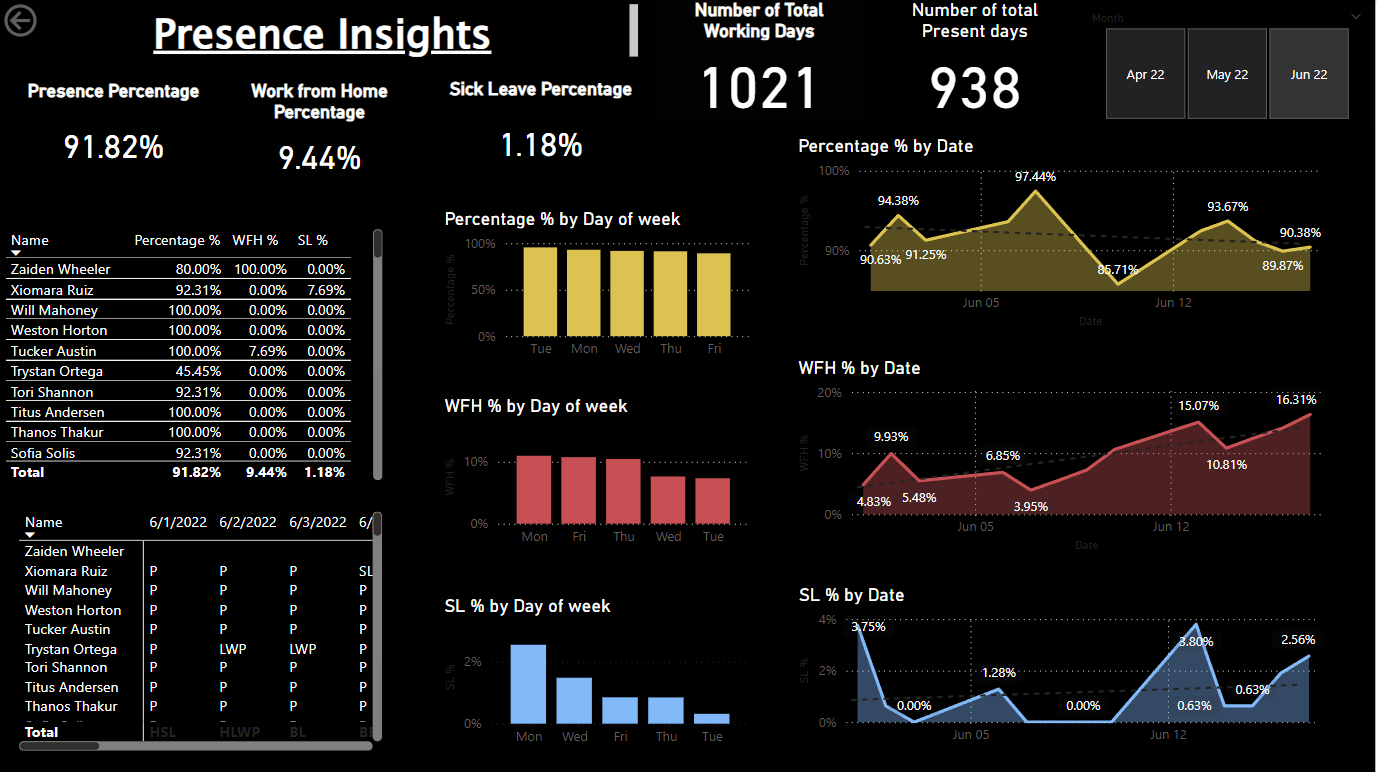 Presence Insights
Number of Total
Working Days
1021
Number of total
Present days
938
Month
Apr 22
May 22
Jun 22
Presence Percentage
91.82%
Work from Home
Percentage
9.44%
Sick Leave Percentage
1.18%
Name Percentage % WFH % SL %
Zaiden Wheeler 80.00% 100.00% 0.00%
Xiomara Ruiz 92.31% 0.00% 7.69%
Will Mahoney 100.00% 0.00% 0.00%
Weston Horton 100.00% 0.00% 0.00%
Tucker Austin 100.00% 7.69% 0.00%
Trystan Ortega 45.45% 0.00% 0.00%
Tori Shannon 92.31% 0.00% 0.00%
Titus Andersen 100.00% 0.00% 0.00%
Thanos Thakur 100.00% 0.00% 0.00%
Sofia Solis 92.31% 0.00% 0.00%
Total 91.82% 9.44% 1.18%
Name 6/1/2022 6/2/2022 6/3/2022 6/
Zaiden Wheeler
Xiomara Ruiz P P P SL
Will Mahoney P P P P
Weston Horton P P P P
Tucker Austin P P P P
Trystan Ortega P LWP LWP P
Tori Shannon P P P P
Titus Andersen P P P P
Thanos Thakur P P P P
Total HSL HLWP BL
Percentage % by Day of week
Percentage %
100%
50%
0%
Tue Mon Wed Thu Fri
WFH % by Day of week
WFH %
10%
0%
Mon Fri Thu Wed Tue
SL % by Day of week
SL %
2%
0%
Mon Wed Fri Thu Tue
Percentage % by Date
Percentage %
100%
90%
90.63%
94.38%
91.25%
97.44%
85.71%
93.67%
89.87%
90.38%
Jun 05 Jun 12
Date
WFH % by Date
WFH %
20%
10%
0%
4.83%
9.93%
5.48%
6.85%
3.95%
15.07%
10.81%
16.31%
Jun 05 Jun 12
Date
SL % by Date
SL %
4%
2%
0%
3.75%
0.00%
1.28%
0.00%
3.80%
0.63%
0.63%
2.56%
Jun 05 Jun 12